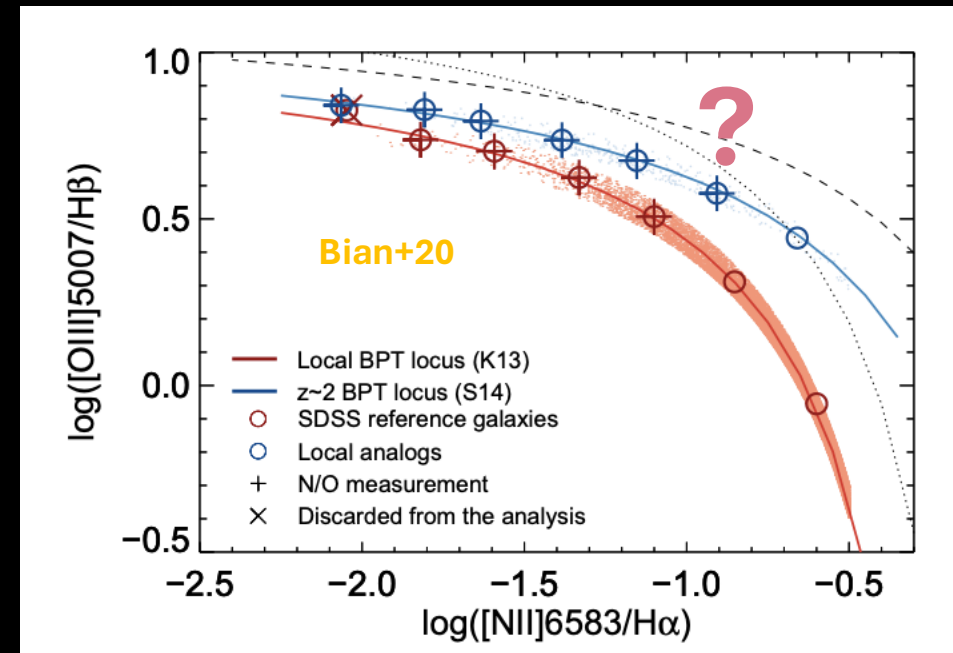 1.0
0.5
0.0
−0.5
log([OIII]5007/Hβ)
?
Bian+20
Local BPT locus (K13)
z~2 BPT locus (S14)
SDSS reference galaxies
Local analogs
N/O measurement
Discarded from the analysis
−2.5 −2.0 −1.5 −1.0 −0.5
log([NII]6583/Hα)